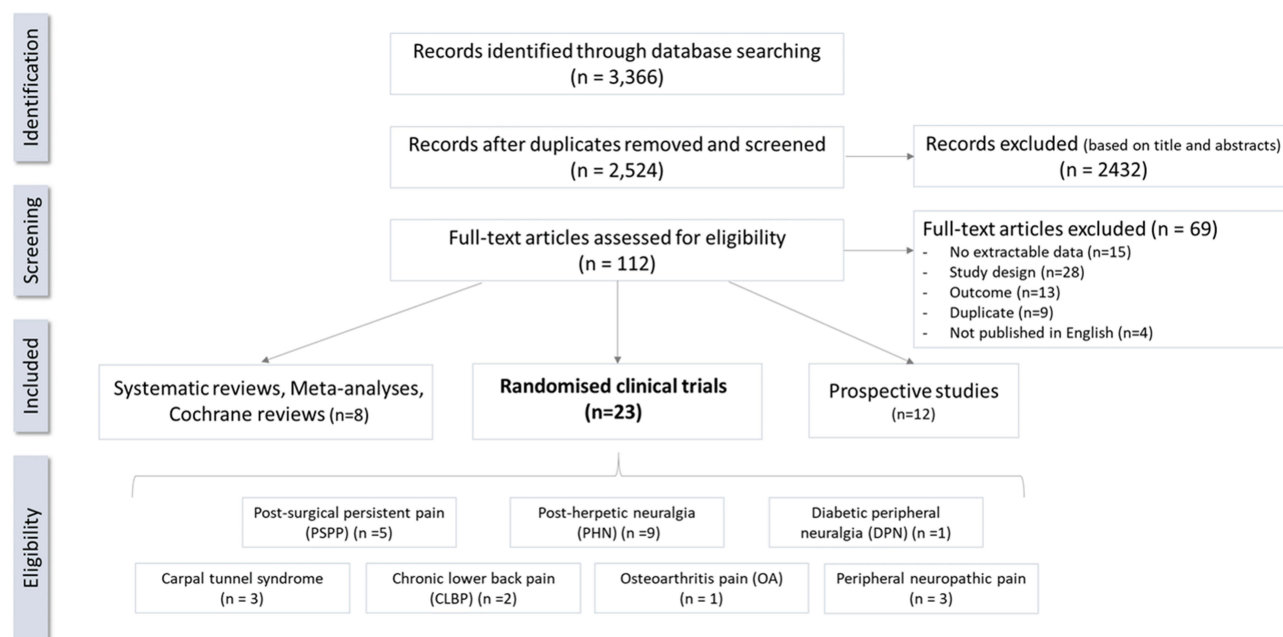 Identification
Records identified through database searching
(n = 3,366)
Records after duplicates removed and screened
(n = 2,524)
Records excluded (based on title and abstracts)
(n = 2432)
Screening
Full-text articles assessed for eligibility
(n = 112)
Full-text articles excluded (n = 69)
- No extractable data (n=15)
- Study design (n=28)
- Outcome (n=13)
- Duplicate (n=9)
- Not published in English (n=4)
Included
Systematic reviews, Meta-analyses,
Cochrane reviews (n=8)
Randomised clinical trials
(n=23)
Prospective studies
(n=12)
Eligibility
Post-surgical persistent pain
(PSPP) (n =5)
Post-herpetic neuralgia
(PHN) (n =9)
Diabetic peripheral
neuralgia (DPN) (n =1)
Carpal tunnel syndrome
(n = 3)
Chronic lower back pain
(CLBP) (n =2)
Osteoarthritis pain (OA)
(n = 1)
Peripheral neuropathic pain
(n = 3)